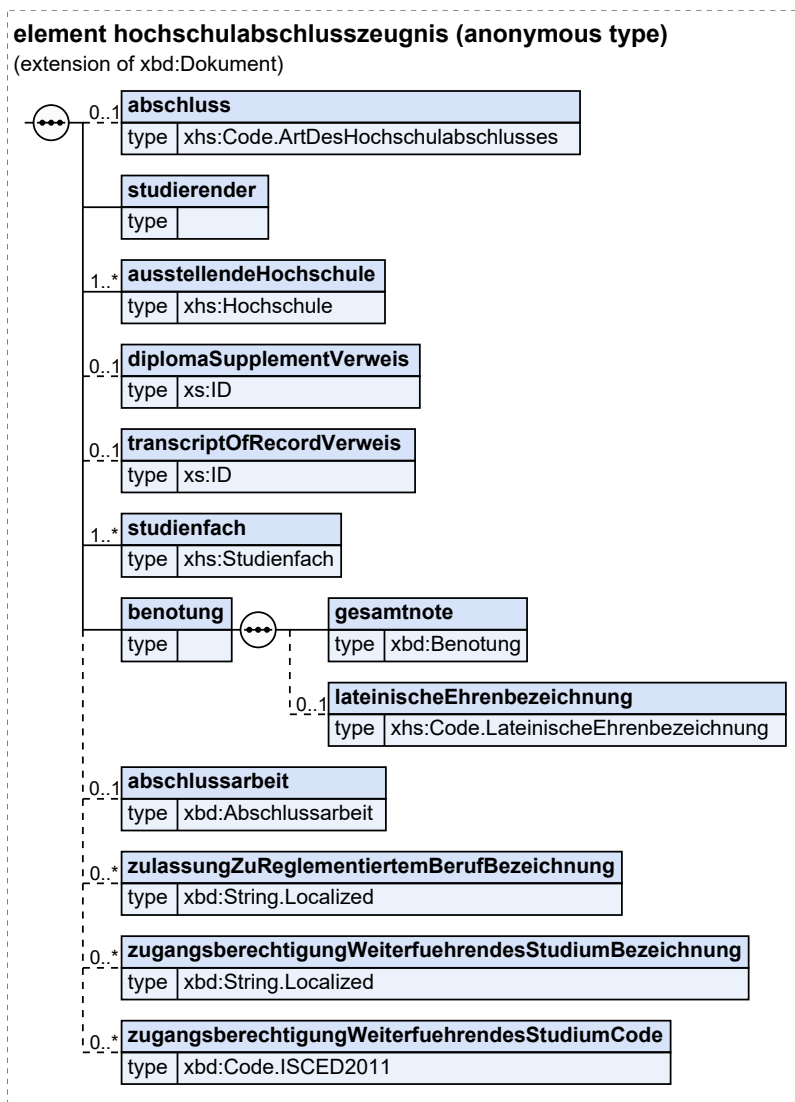 element hochschulabschlusszeugnis (anonymous type)
(extension of xbd:Dokument)
0..1 abschluss
type xhs:Code.ArtDesHochschulabschlusses
studierender
type
1..* ausstellendeHochschule
type xhs:Hochschule
0..1 diplomaSupplementVerweis
type xs:ID
0..1 transcriptOfRecordVerweis
type xs:ID
1..* studienfach
type xhs:Studienfach
benotung gesamtnote
type type xbd:Benotung
0..1 lateinischeEhrenbezeichnung
type xhs:Code.LateinischeEhrenbezeichnung
0..1 abschlussarbeit
type xbd:Abschlussarbeit
0..* zulassungZuReglementiertemBerufBezeichnung
type xbd:String.Localized
0..* zugangsberechtigungWeiterfuehrendesStudiumBezeichnung
type xbd:String.Localized
0..* zugangsberechtigungWeiterfuehrendesStudiumCode
type xbd:Code.ISCED2011